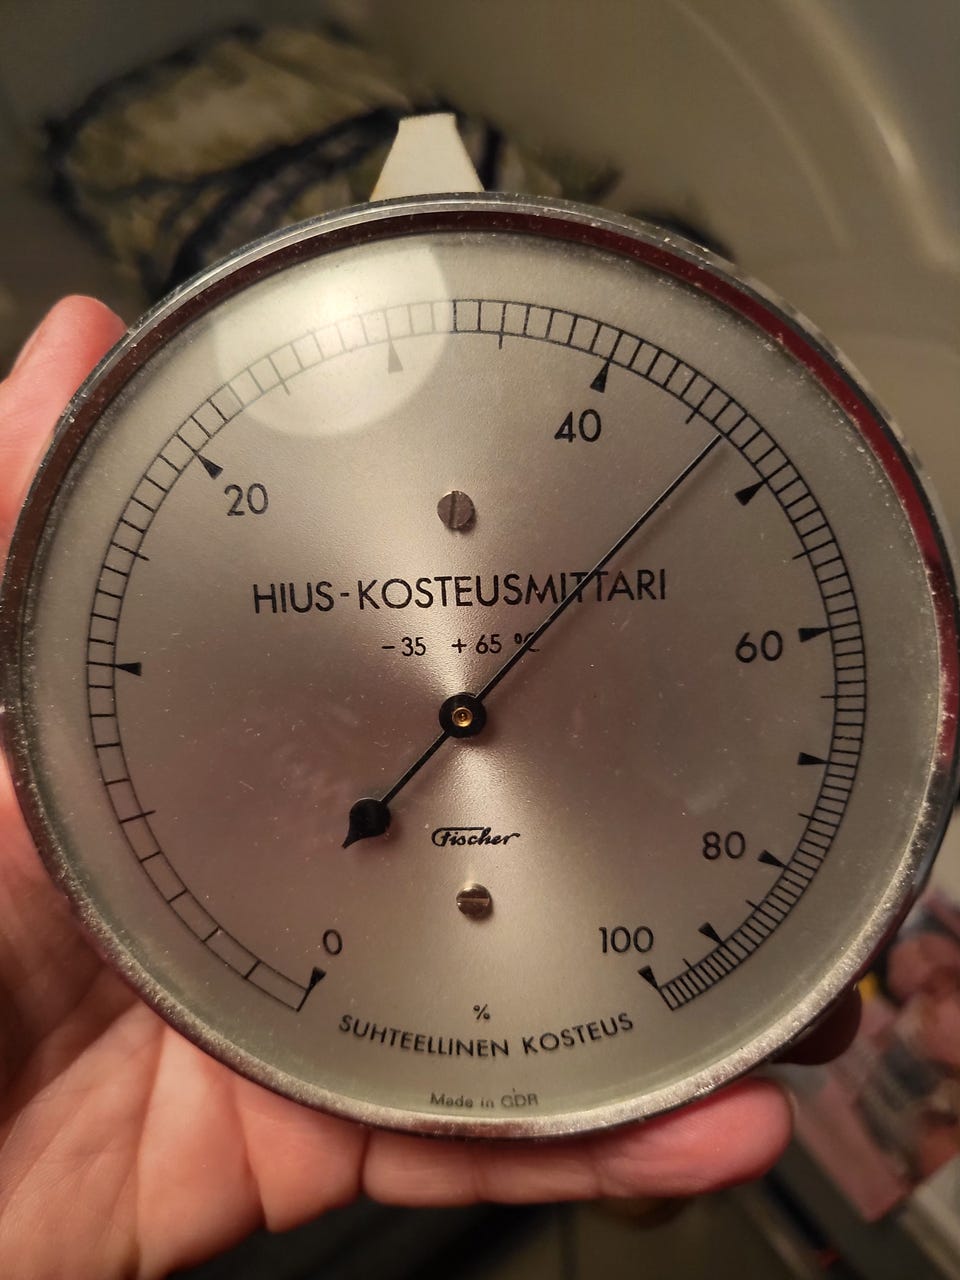 40
20
HIUS-KOSTEUSMITTARI
-35 +65 °C
60
Fischer
80
0
100
%
SUHTEELLINEN KOSTEUS
Made in GDR